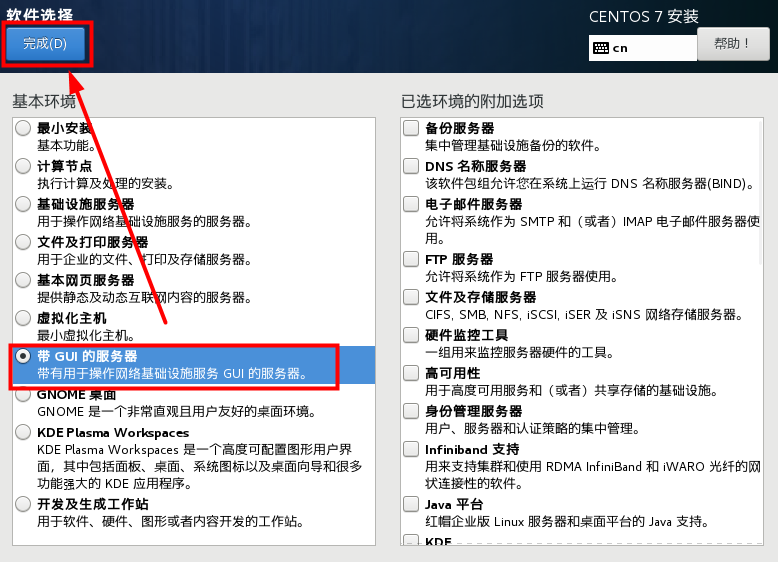 软件选择
CENTOS 7 安装
完成(D)
cn
帮助！
基本环境
最小安装
基本功能。
计算节点
执行计算及处理的安装。
基础设施服务器
用于操作网络基础设施服务的服务器。
文件及打印服务器
用于企业的文件、打印及存储服务器。
基本网页服务器
提供静态及动态互联网内容的服务器。
虚拟化主机
最小虚拟化主机。
带 GUI 的服务器
带有用于操作网络基础设施服务 GUI 的服务器。
GNOME 桌面
GNOME 是一个非常直观且用户友好的桌面环境。
KDE Plasma Workspaces
KDE Plasma Workspaces 是一个高度可配置图形用户界
面，其中包括面板、桌面、系统图标以及桌面向导和很多
功能强大的 KDE 应用程序。
开发及生成工作站
用于软件、硬件、图形或者内容开发的工作站。
已选环境的附加选项
备份服务器
集中管理基础设施备份的软件。
DNS 名称服务器
该软件包组允许您在系统上运行 DNS 名称服务器(BIND)。
电子邮件服务器
允许将系统作为 SMTP 和（或者）IMAP 电子邮件服务器使
用。
FTP 服务器
允许将系统作为 FTP 服务器使用。
文件及存储服务器
CIFS, SMB, NFS, iSCSI, iSER 及 iSNS 网络存储服务器。
硬件监控工具
一组用来监控服务器硬件的工具。
高可用性
用于高度可用服务和（或者）共享存储的基础设施。
身份管理服务器
用户、服务器和认证策略的集中管理。
Infiniband 支持
用来支持集群和使用 RDMA InfiniBand 和 iWARO 光纤的网
状连接性的软件。
Java 平台
红帽企业版 Linux 服务器和桌面平台的 Java 支持。
KDE